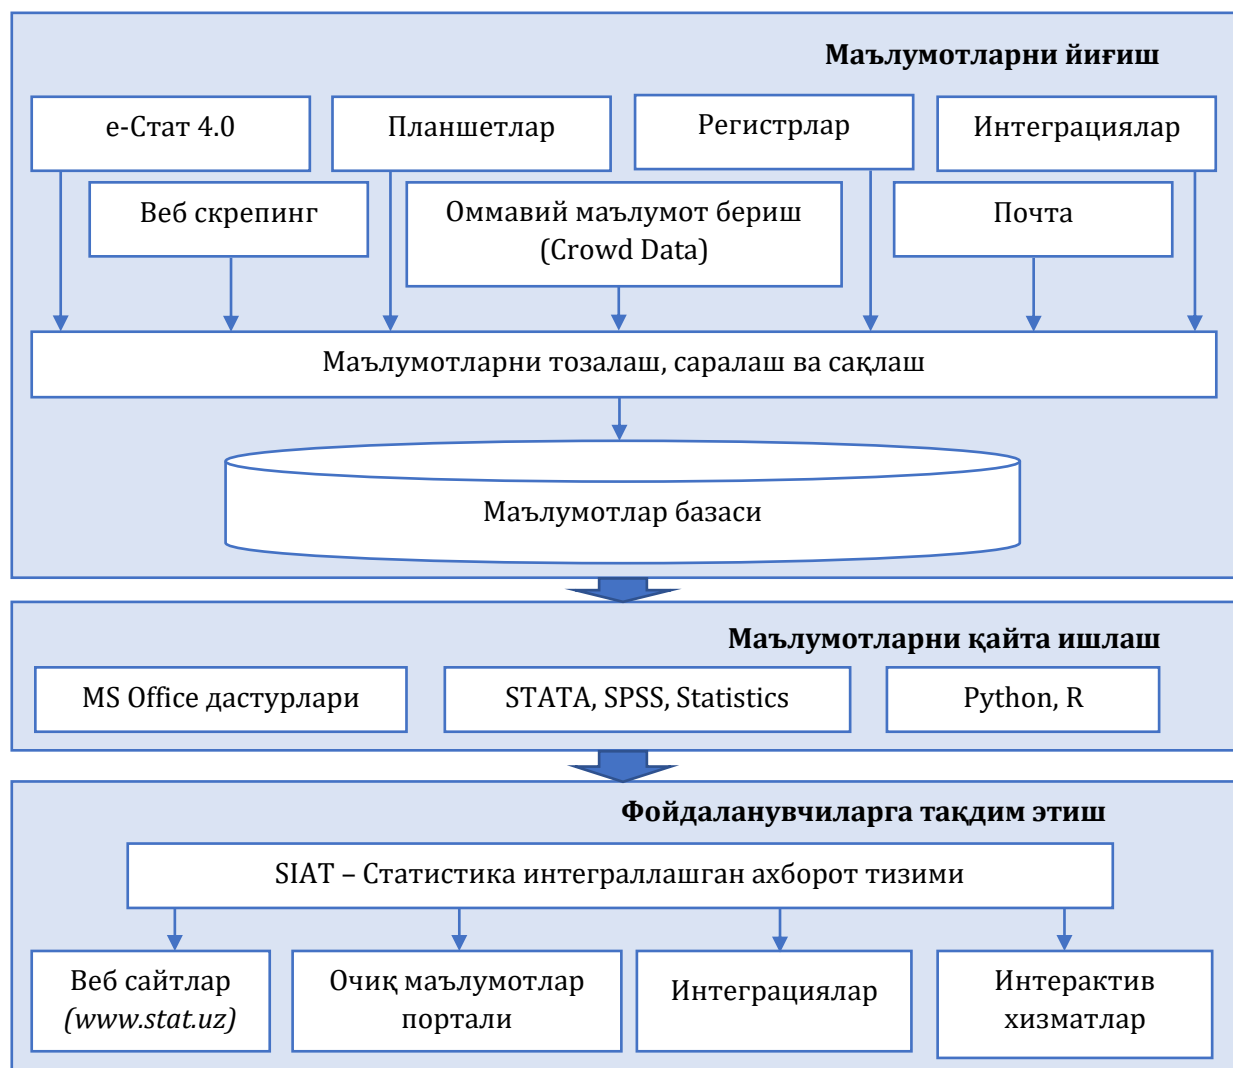 Маълумотларни йиғиш
е-Стат 4.0
Планшетлар
Регистрлар
Интеграциялар
Веб скрепинг
Оммавий маълумот бериш
(Crowd Data)
Почта
Маълумотларни тозалаш, саралаш ва сақлаш
Маълумотлар базаси
Маълумотларни қайта ишлаш
MS Office дастурлари
STATA, SPSS, Statistics
Python, R
Фойдаланувчиларга тақдим этиш
SIAT – Статистика интеграллашган ахборот тизими
Веб сайтлар
(www.stat.uz)
Очиқ маълумотлар
портали
Интеграциялар
Интерактив
хизматлар